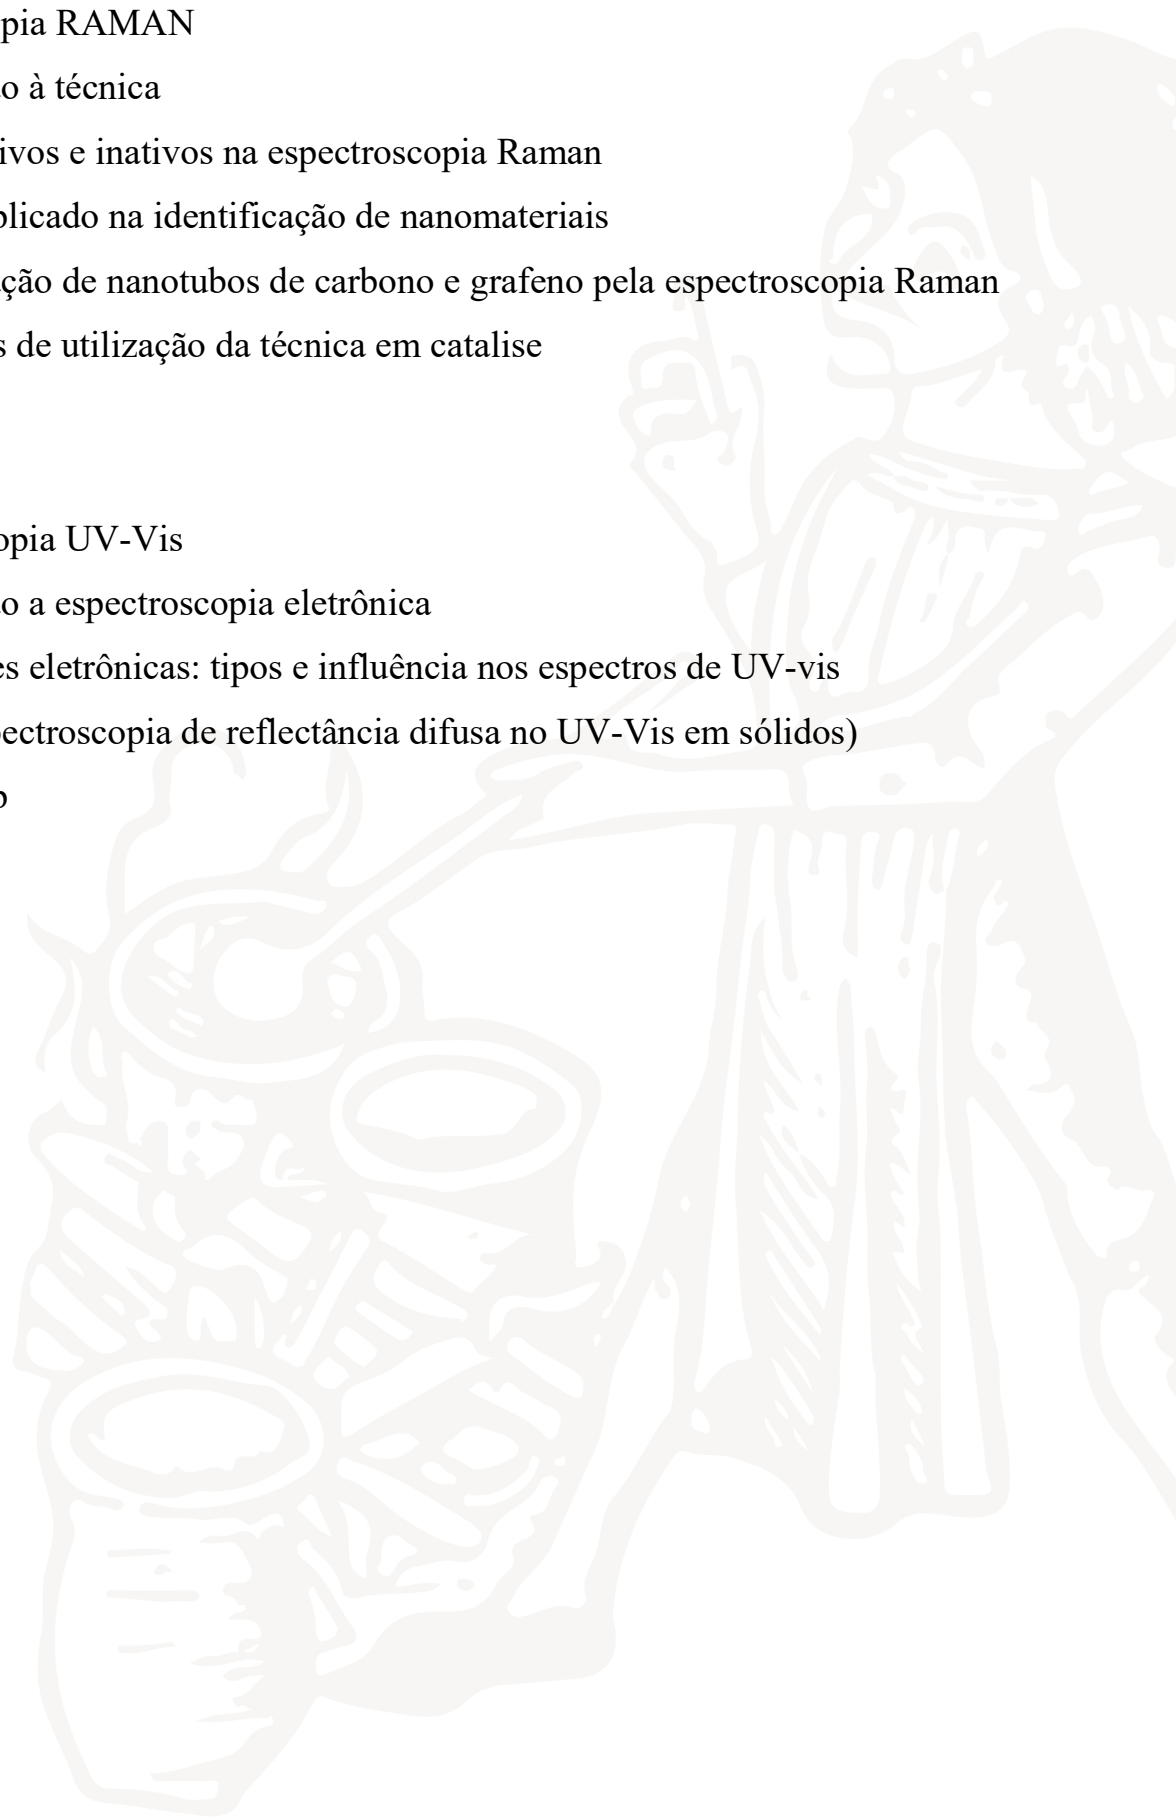 pia RAMAN
o à técnica
ivos e inativos na espectroscopia Raman
plicado na identificação de nanomateriais
ção de nanotubos de carbono e grafeno pela espectroscopia Raman
s de utilização da técnica em catalise
opia UV-Vis
o a espectroscopia eletrônica
es eletrônicas: tipos e influência nos espectros de UV-vis
pectroscopia de reflectância difusa no UV-Vis em sólidos)
p